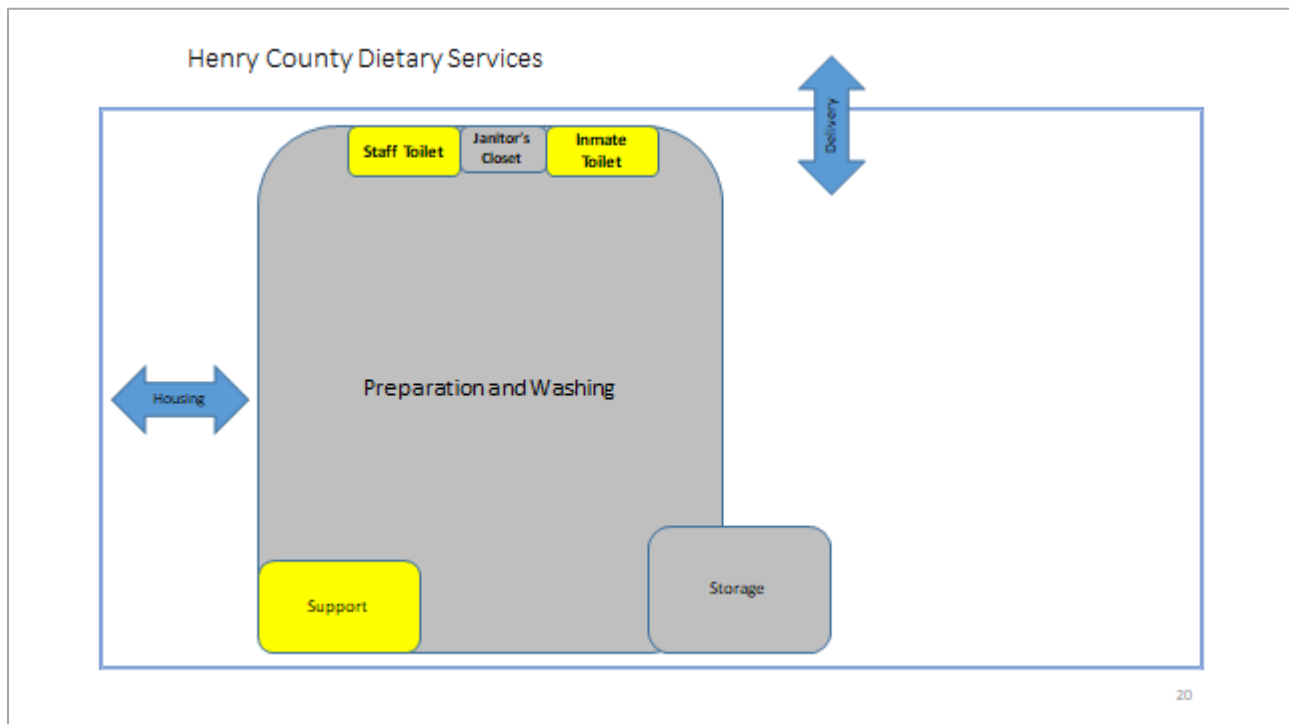 Henry County Dietary Services
Delivery
Staff Toilet
Janitor's
Closet
Inmate
Toilet
Housing
Preparation and Washing
Support
Storage
20